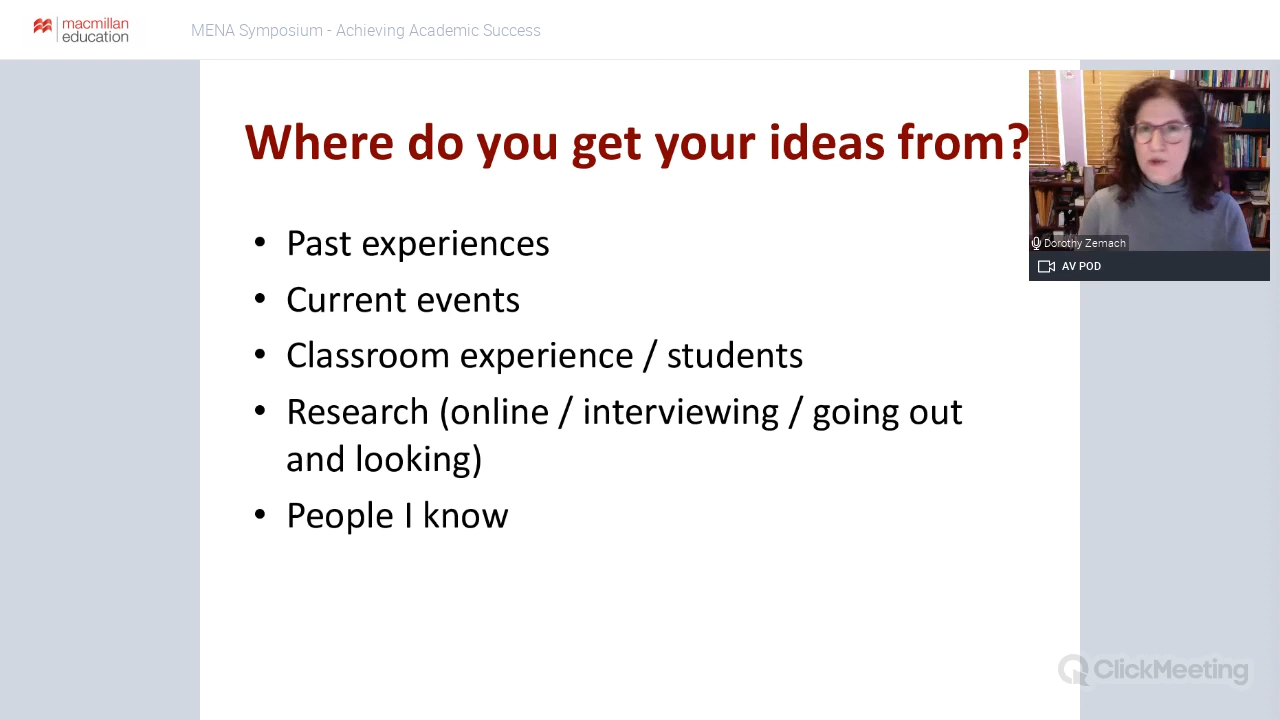 macmillan
education
MENA Symposium - Achieving Academic Success
Where do you get your ideas from?
• Past experiences
• Current events
• Classroom experience / students
• Research (online / interviewing / going out
and looking)
• People I know
Dorothy Zemach
AV POD
ClickMeeting